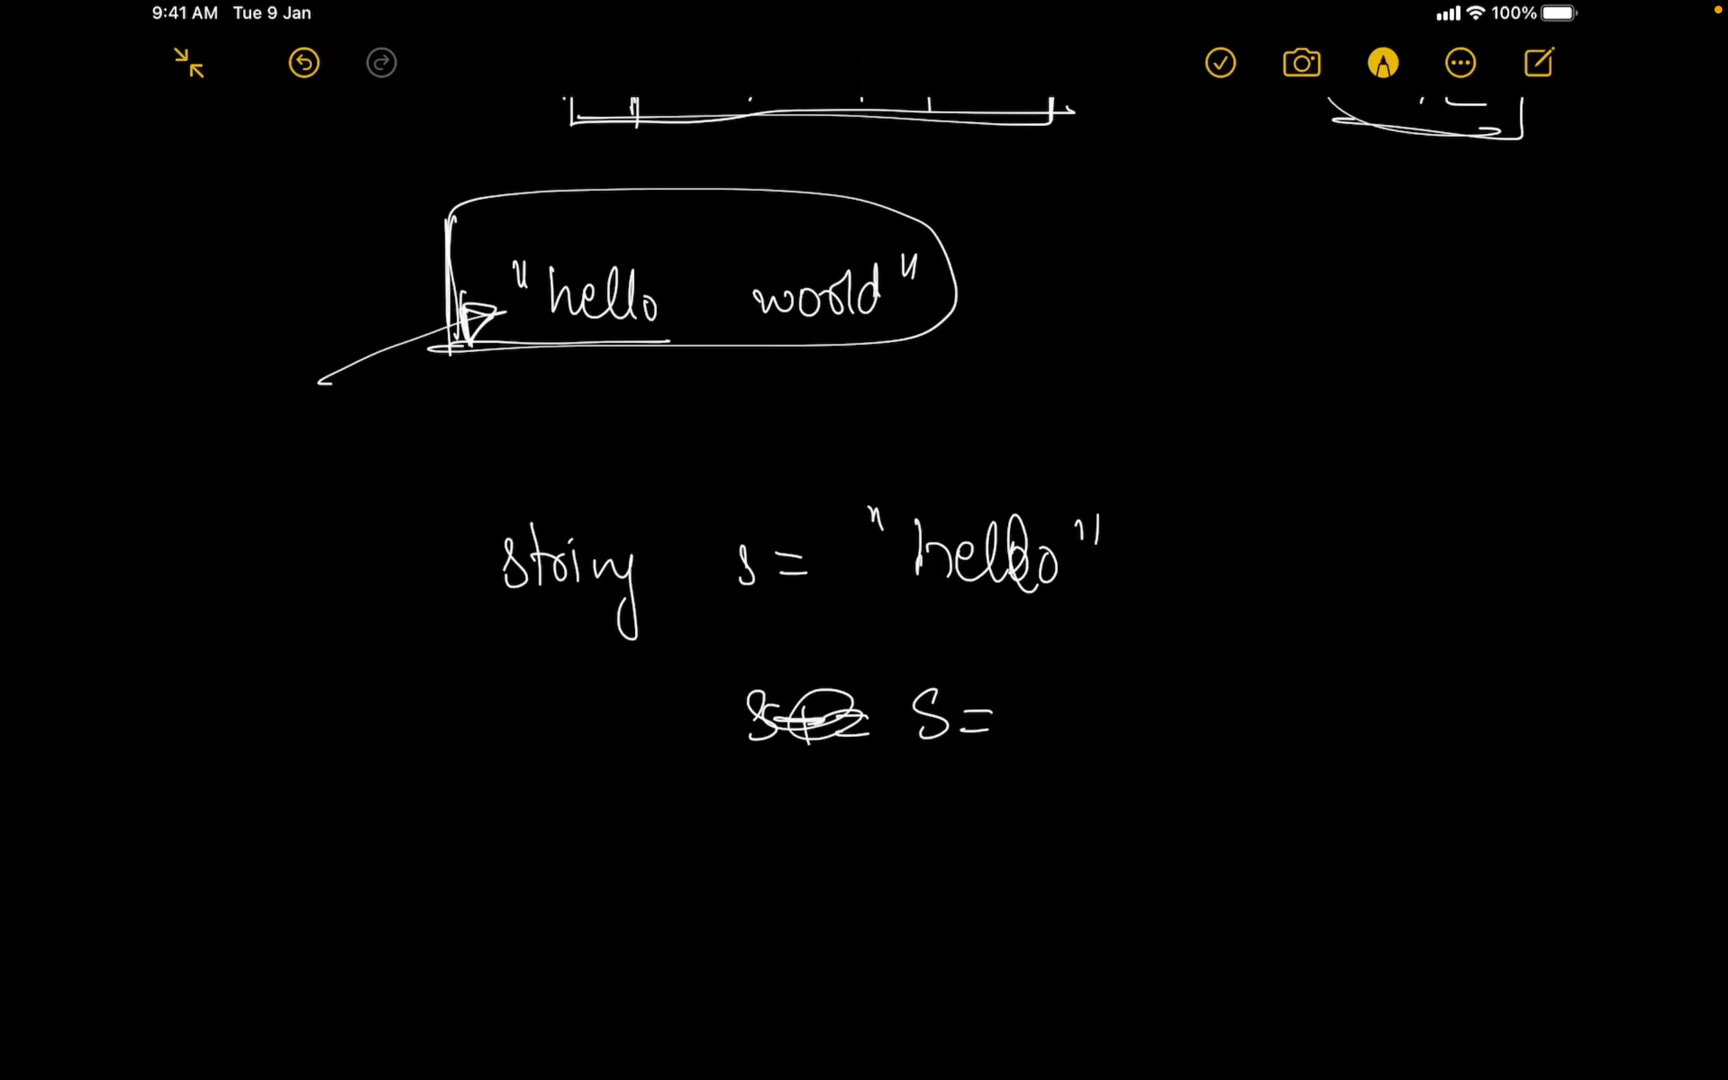 9:41 AM Tue 9 Jan 100%
"hello world"
string s = "hello"
S =